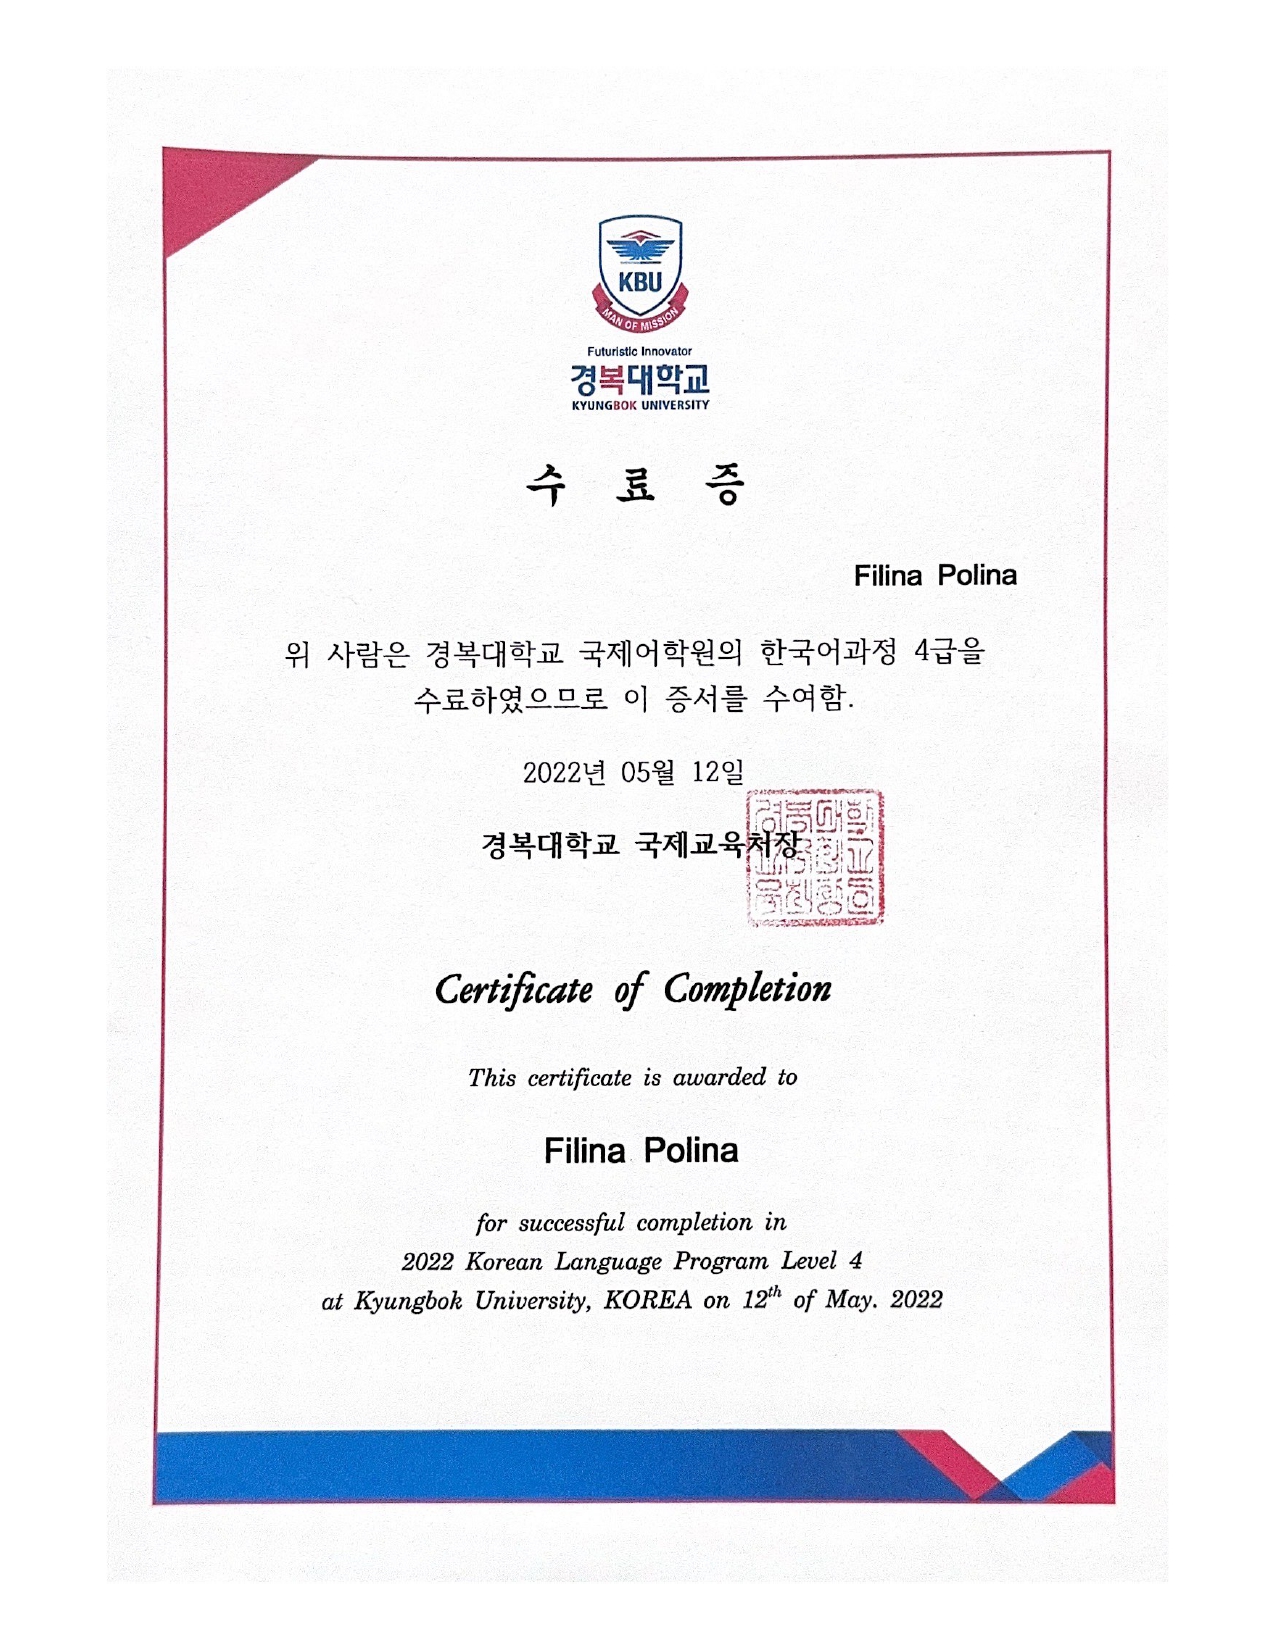 KBU
MAN OF MISSION
Futuristic Innovator
경복대학교
KYUNGBOK UNIVERSITY
수 료 증
Filina Polina
위 사람은 경복대학교 국제어학원의 한국어과정 4급을
수료하였으므로 이 증서를 수여함.
2022년 05월 12일
경복대학교 국제교육처장
Certificate of Completion
This certificate is awarded to
Filina Polina
for successful completion in
2022 Korean Language Program Level 4
at Kyungbok University, KOREA on 12th of May. 2022